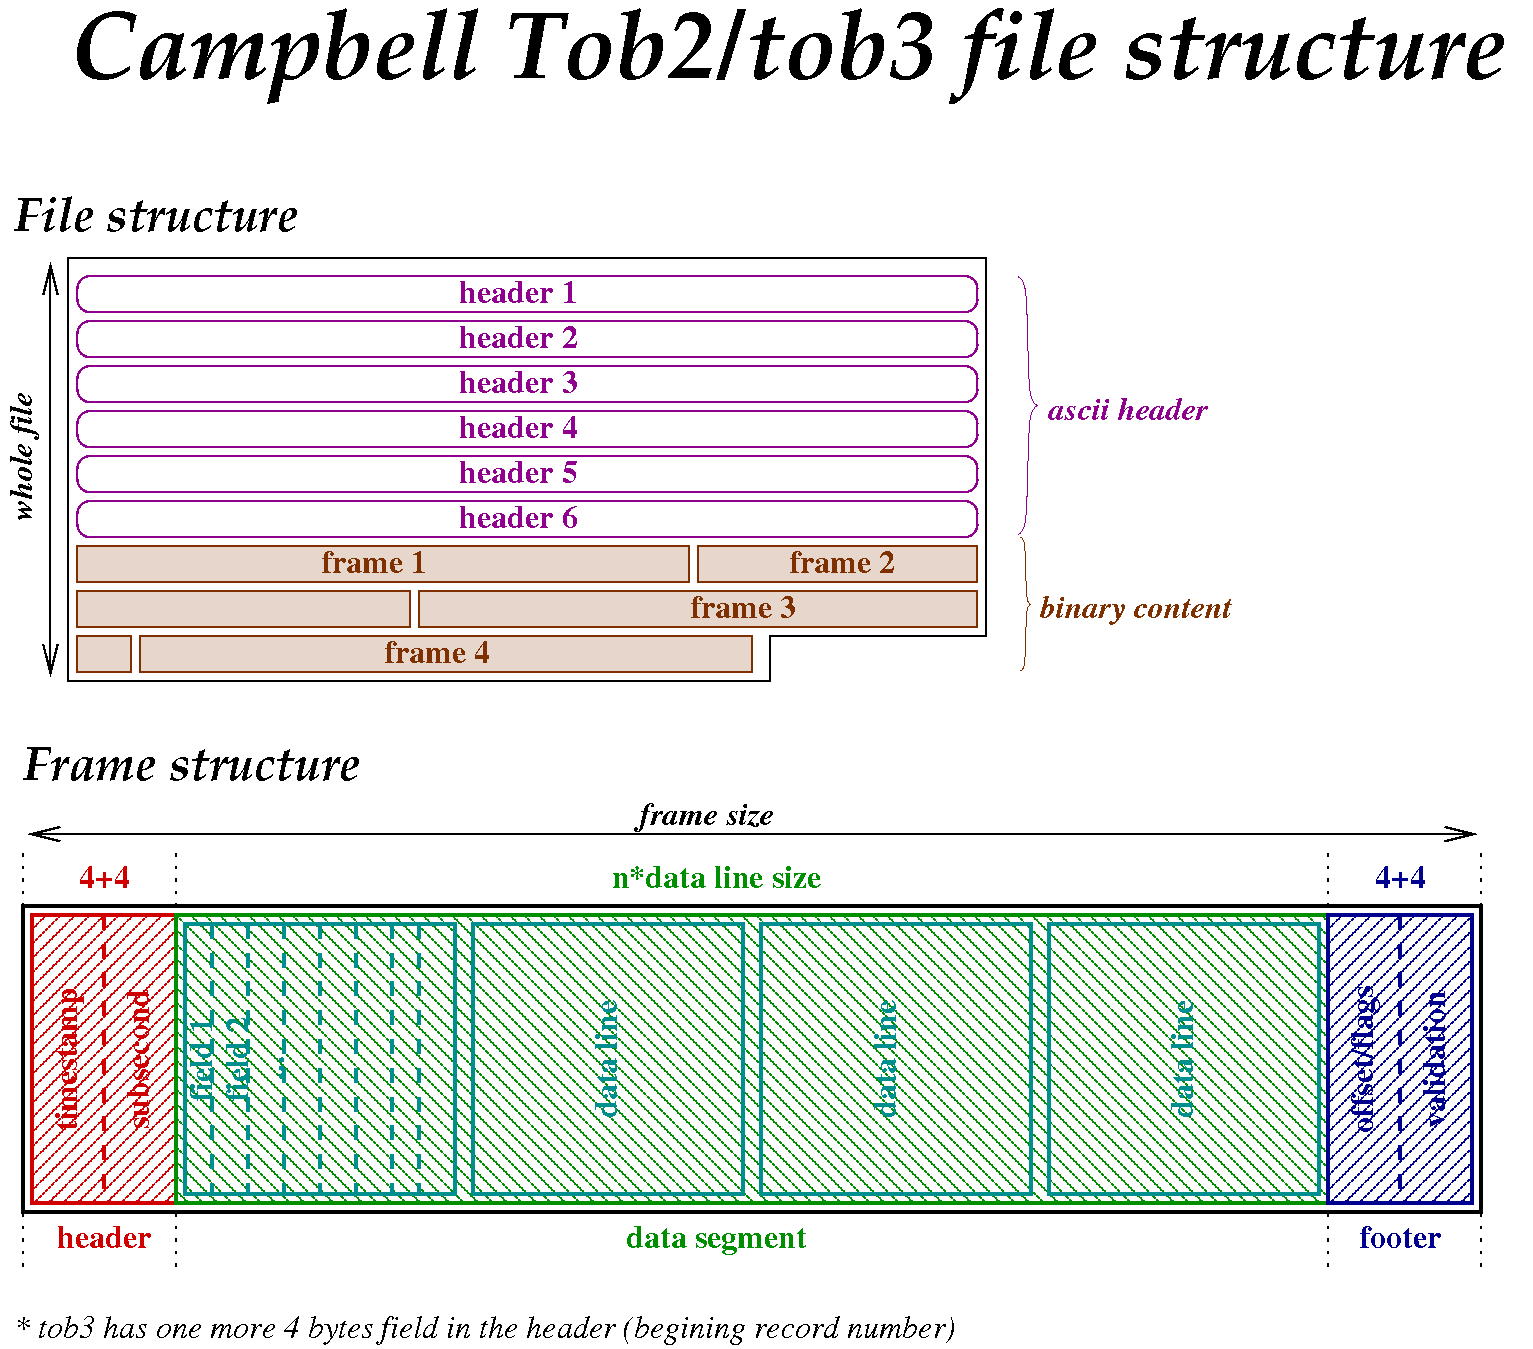 Campbell Tob2/tob3 file structure
File structure
whole file
header 1
header 2
header 3
header 4
header 5
header 6
ascii header
frame 1
frame 2
frame 3
frame 4
binary content
Frame structure
frame size
4+4
n*data line size
4+4
timestamp
subsecond
field 1
field 2
...
data line
data line
data line
offset/flags
validation
header
data segment
footer
* tob3 has one more 4 bytes field in the header (begining record number)